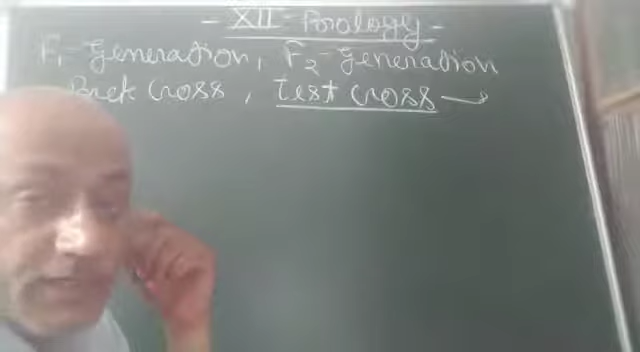 - XII - Biology -
F₁ - Generation, F₂ - Generation
Back cross, test cross →